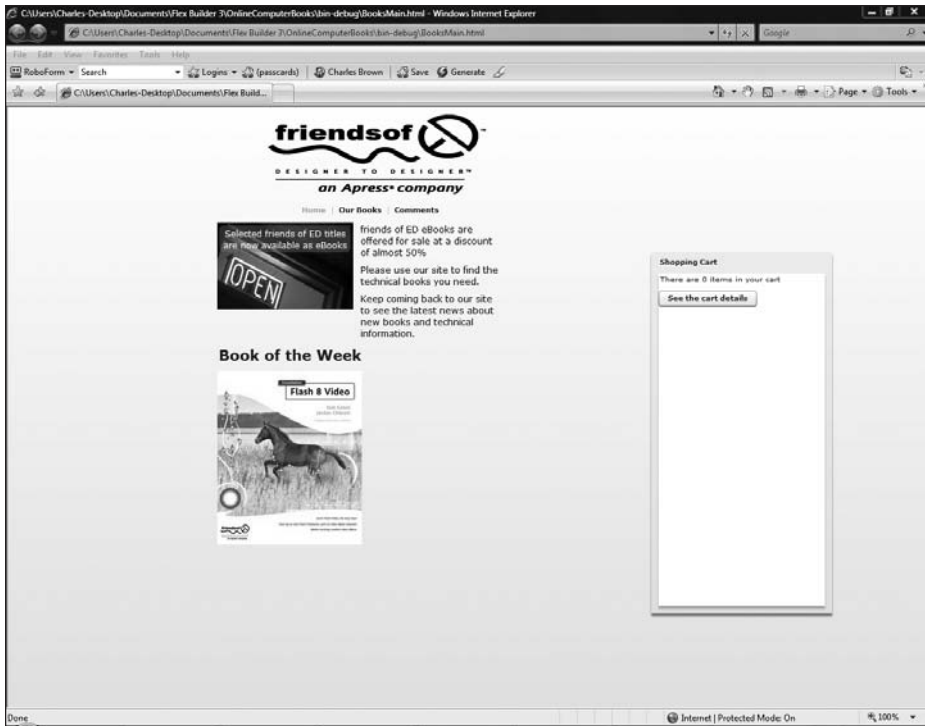 C:\Users\Charles-Desktop\Documents\Flex Builder 3\OnlineComputerBooks\bin-debug\BooksMain.html - Windows Internet Explorer
C:\Users\Charles-Desktop\Documents\Flex Builder 3\OnlineComputerBooks\bin-debug\BooksMain.html
Google
File Edit View Favorites Tools Help
RoboForm Search Logins (passcards) Charles Brown Save Generate
C:\Users\Charles-Desktop\Documents\Flex Build...
Page Tools
friendsof
DESIGNER TO DESIGNER™
an Apress® company
Home | Our Books | Comments
Selected friends of ED titles
are now available as eBooks
OPEN
friends of ED eBooks are
offered for sale at a discount
of almost 50%
Please use our site to find the
technical books you need.
Keep coming back to our site
to see the latest news about
new books and technical
information.
Shopping Cart
There are 0 items in your cart
See the cart details
Book of the Week
Flash 8 Video
friendsof
Done
Internet | Protected Mode: On
100%